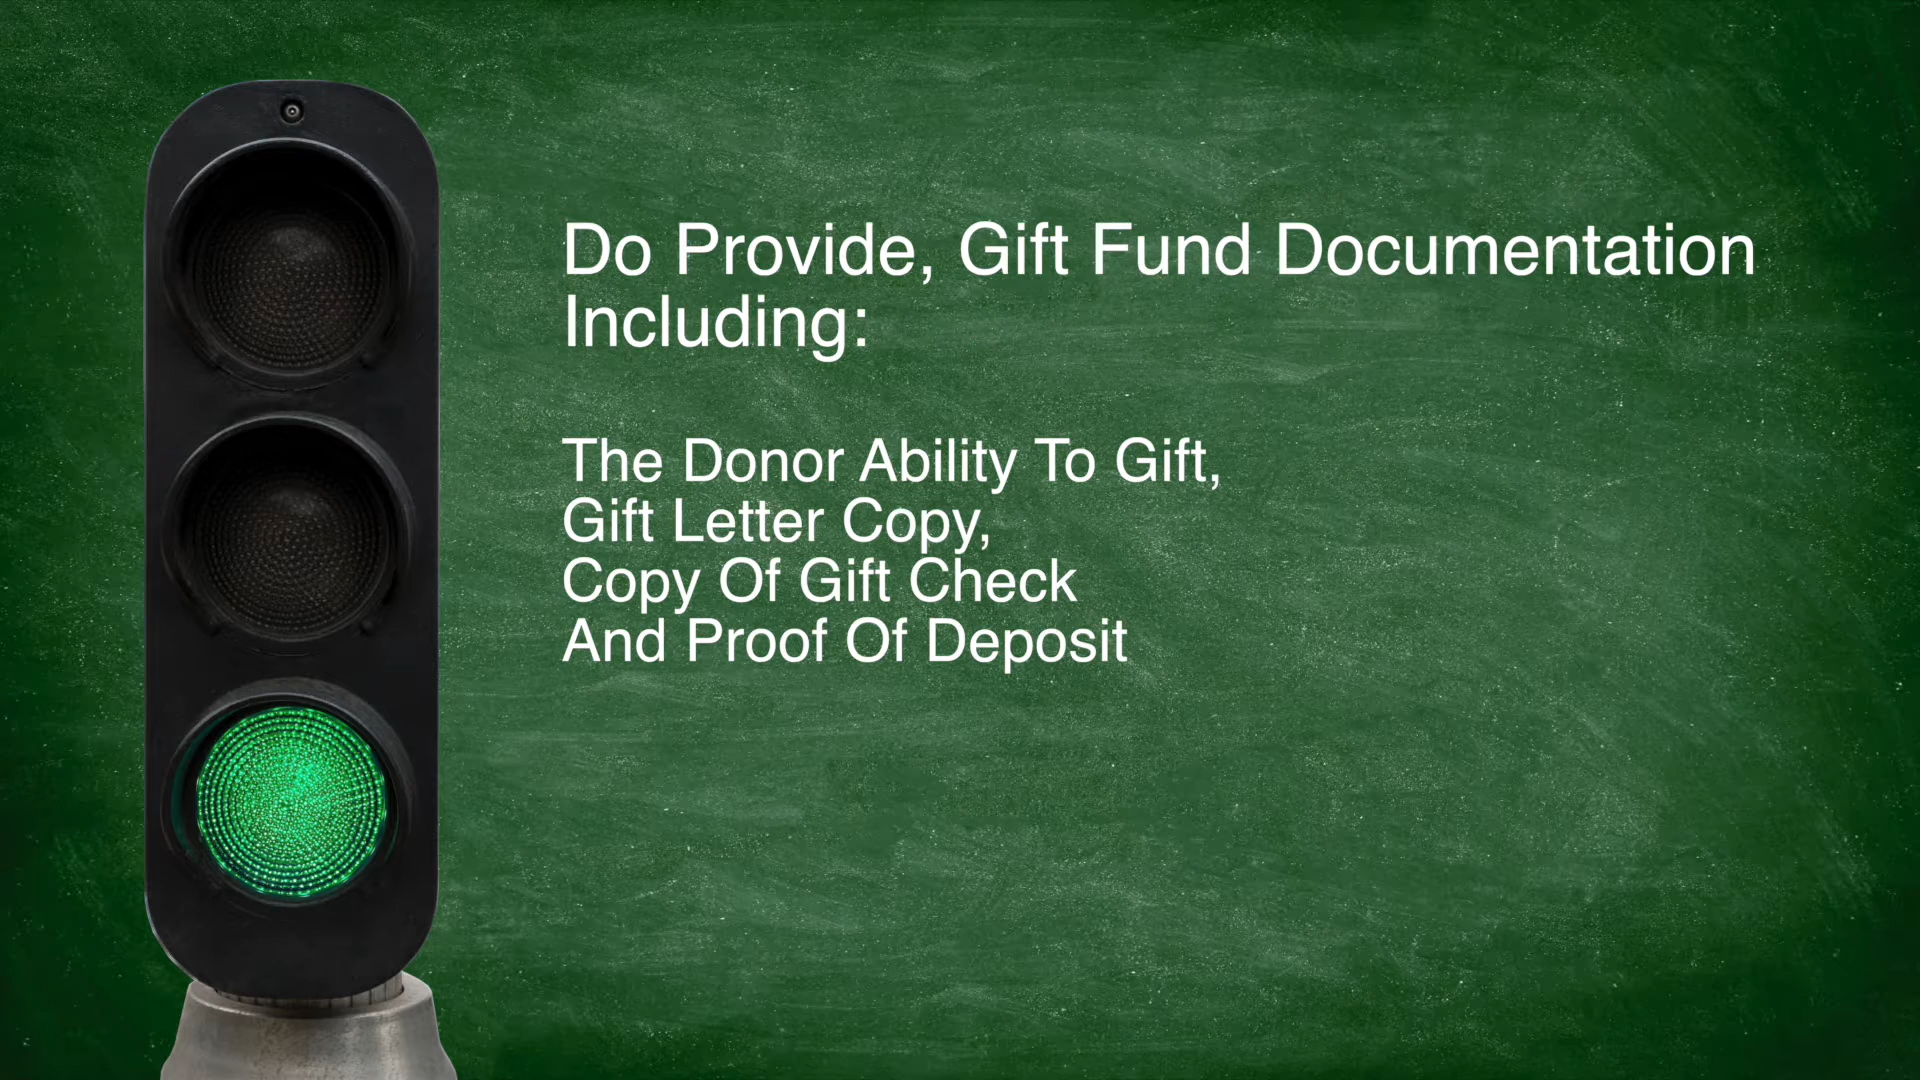 Do Provide, Gift Fund Documentation
Including:
The Donor Ability To Gift,
Gift Letter Copy,
Copy Of Gift Check
And Proof Of Deposit